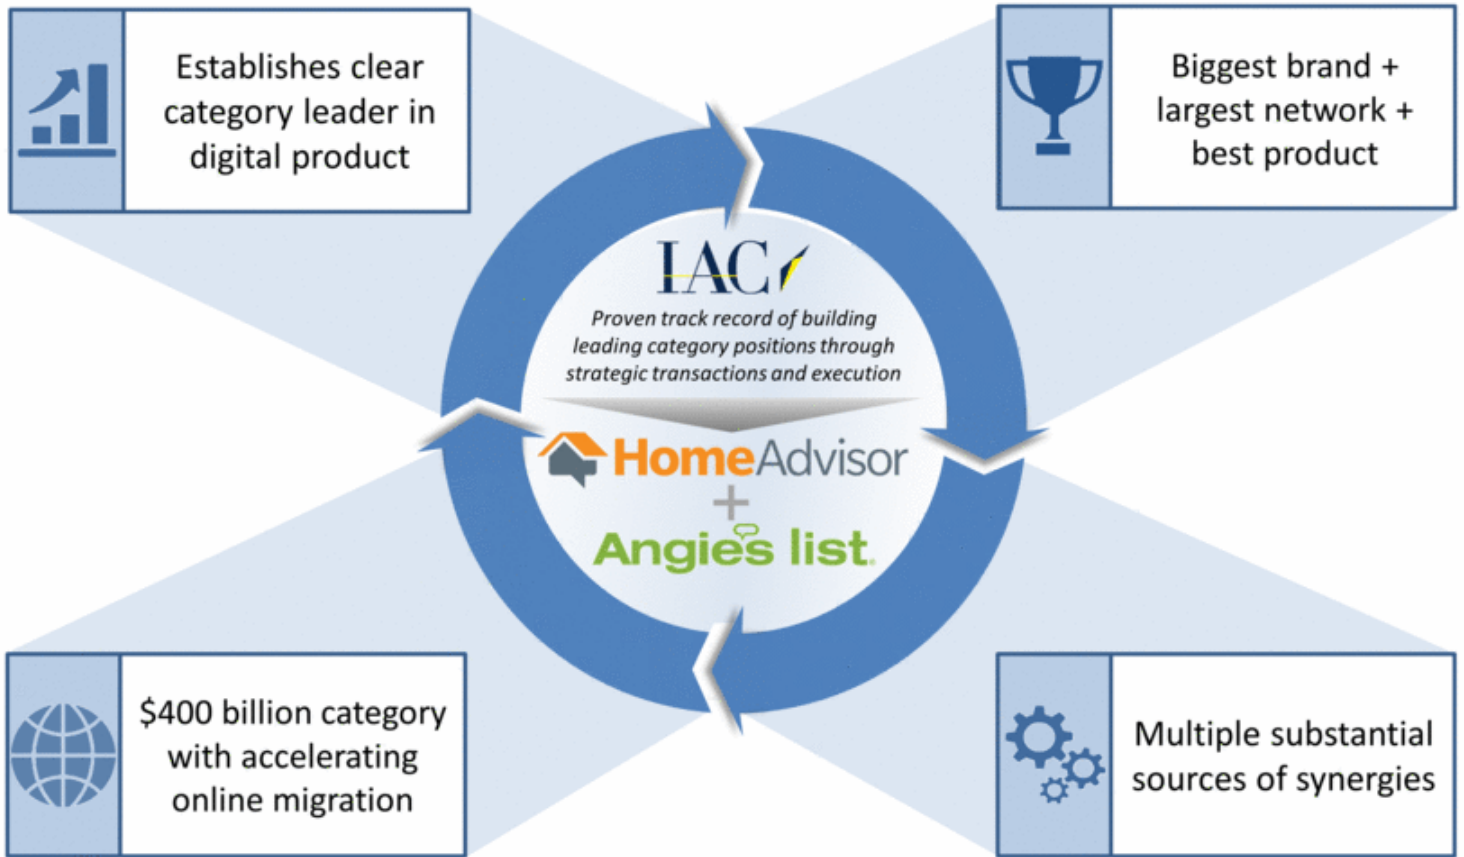 Establishes clear
category leader in
digital product
Biggest brand +
largest network +
best product
IAC
Proven track record of building
leading category positions through
strategic transactions and execution
HomeAdvisor
+
Angie's list®
$400 billion category
with accelerating
online migration
Multiple substantial
sources of synergies